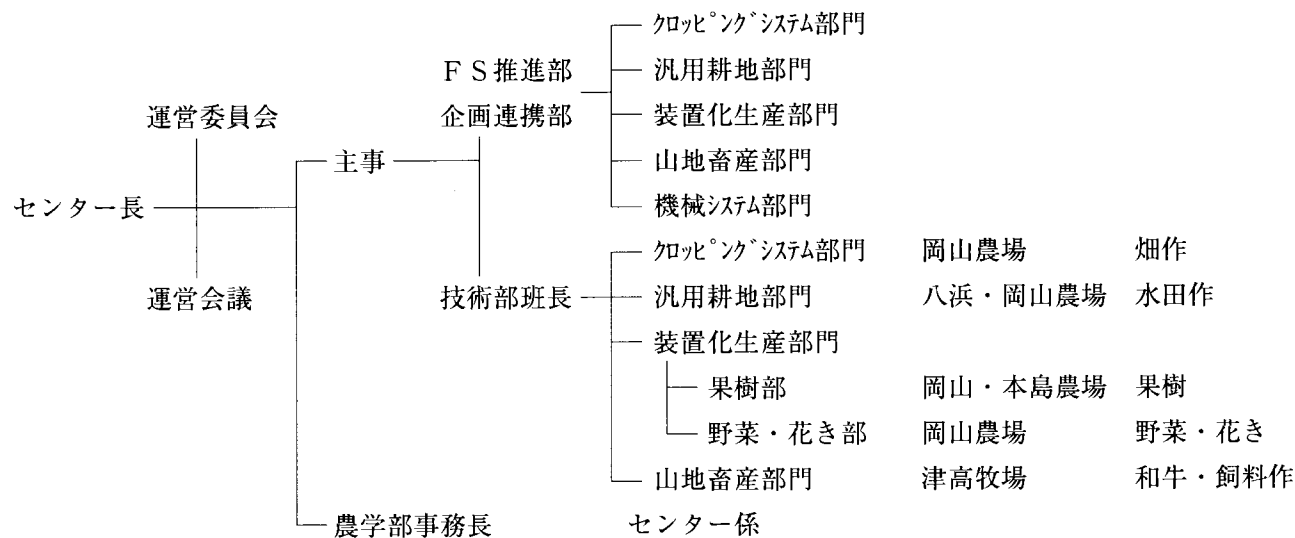 クロッピングシステム部門
ＦＳ推進部
汎用耕地部門
運営委員会
企画連携部
装置化生産部門
主事
山地畜産部門
センター長
機械システム部門
クロッピングシステム部門 岡山農場 畑作
運営会議
技術部班長
汎用耕地部門 八浜・岡山農場 水田作
装置化生産部門
果樹部 岡山・本島農場 果樹
野菜・花き部 岡山農場 野菜・花き
山地畜産部門 津高牧場 和牛・飼料作
農学部事務長 センター係